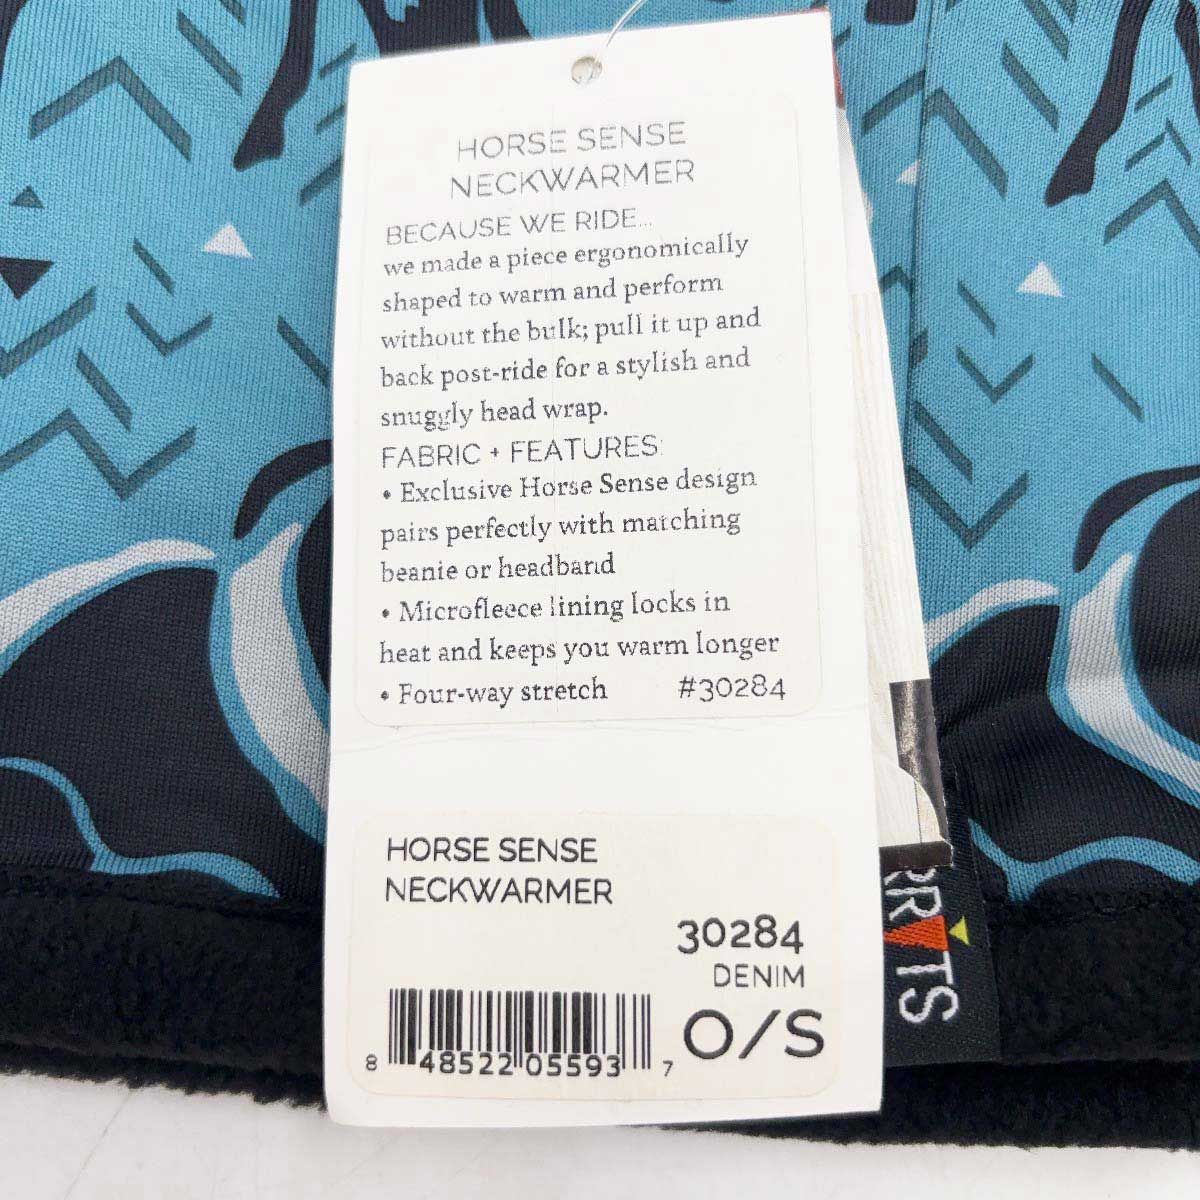 HORSE SENSE
NECKWARMER
BECAUSE WE RIDE...
we made a piece ergonomically
shaped to warm and perform
without the bulk; pull it up and
back post-ride for a stylish and
snuggly head wrap.
FABRIC + FEATURES:
• Exclusive Horse Sense design
pairs perfectly with matching
beanie or headband
• Microfleece lining locks in
heat and keeps you warm longer
• Four-way stretch #30284
HORSE SENSE
NECKWARMER
30284
DENIM
O/S
8 48522 05593 7